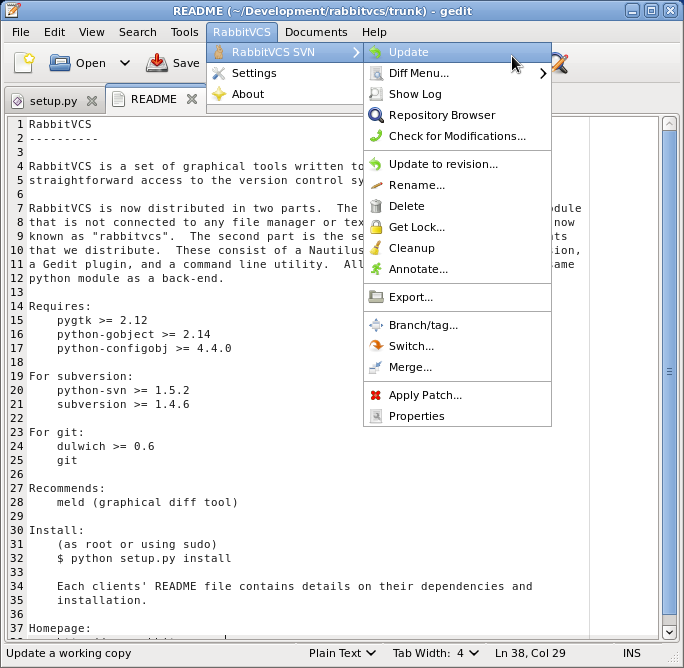 README (~/Development/rabbitvcs/trunk) - gedit
File Edit View Search Tools RabbitVCS Documents Help
Open Save
RabbitVCS SVN
Settings
About
Update
Diff Menu...
Show Log
Repository Browser
Check for Modifications...
Update to revision...
Rename...
Delete
Get Lock...
Cleanup
Annotate...
Export...
Branch/tag...
Switch...
Merge...
Apply Patch...
Properties
setup.py README
1 RabbitVCS
2 ----------
3
4 RabbitVCS is a set of graphical tools written to
5 straightforward access to the version control sy
6
7 RabbitVCS is now distributed in two parts. The odule
8 that is not connected to any file manager or tex now
9 known as "rabbitvcs". The second part is the se nts
10 that we distribute. These consist of a Nautilus ion,
11 a Gedit plugin, and a command line utility. All ame
12 python module as a back-end.
13
14 Requires:
15 pygtk >= 2.12
16 python-gobject >= 2.14
17 python-configobj >= 4.4.0
18
19 For subversion:
20 python-svn >= 1.5.2
21 subversion >= 1.4.6
22
23 For git:
24 dulwich >= 0.6
25 git
26
27 Recommends:
28 meld (graphical diff tool)
29
30 Install:
31 (as root or using sudo)
32 $ python setup.py install
33
34 Each clients' README file contains details on their dependencies and
35 installation.
36
37 Homepage:
Update a working copy Plain Text Tab Width: 4 Ln 38, Col 29 INS